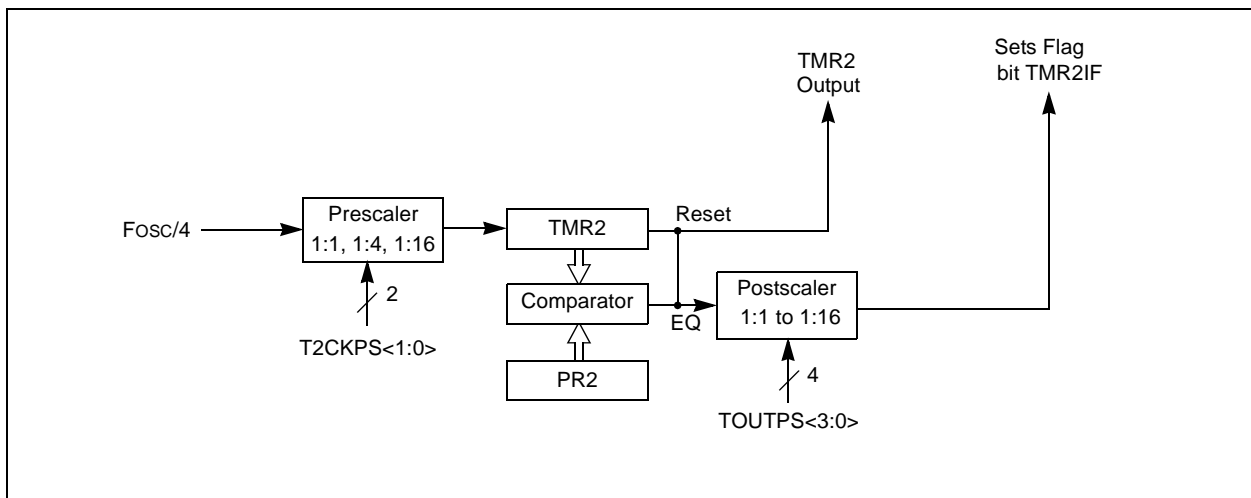 TMR2
Output
Sets Flag
bit TMR2IF
Fosc/4
Prescaler
1:1, 1:4, 1:16
2
T2CKPS<1:0>
TMR2
Reset
Comparator
EQ
PR2
Postscaler
1:1 to 1:16
4
TOUTPS<3:0>